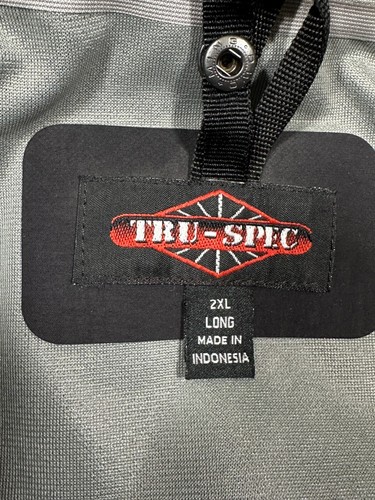 TRU-SPEC
2XL
LONG
MADE IN
INDONESIA